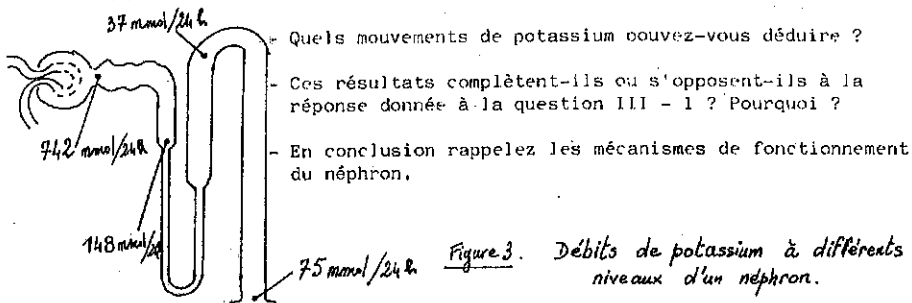 37 mmol/24 h
- Quels mouvements de potassium pouvez-vous déduire ?
- Ces résultats complètent-ils ou s'opposent-ils à la
réponse donnée à la question III - 1 ? Pourquoi ?
742 mmol/24h
- En conclusion rappelez les mécanismes de fonctionnement
du néphron.
148 mmol/24
75 mmol/24 h
Figure 3. Débits de potassium à différents
niveaux d'un néphron.